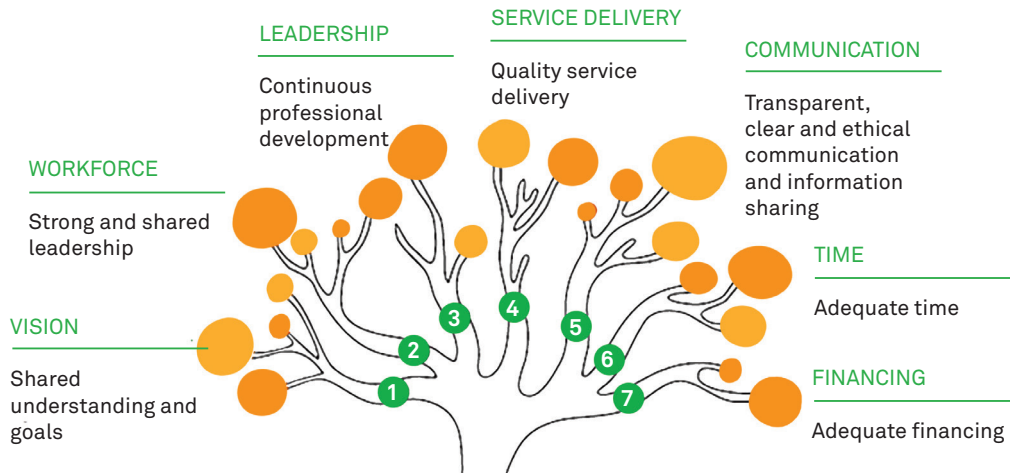 VISION
Shared
understanding and
goals
WORKFORCE
Strong and shared
leadership
LEADERSHIP
Continuous
professional
development
SERVICE DELIVERY
Quality service
delivery
COMMUNICATION
Transparent,
clear and ethical
communication
and information
sharing
TIME
Adequate time
FINANCING
Adequate financing
1
2
3
4
5
6
7